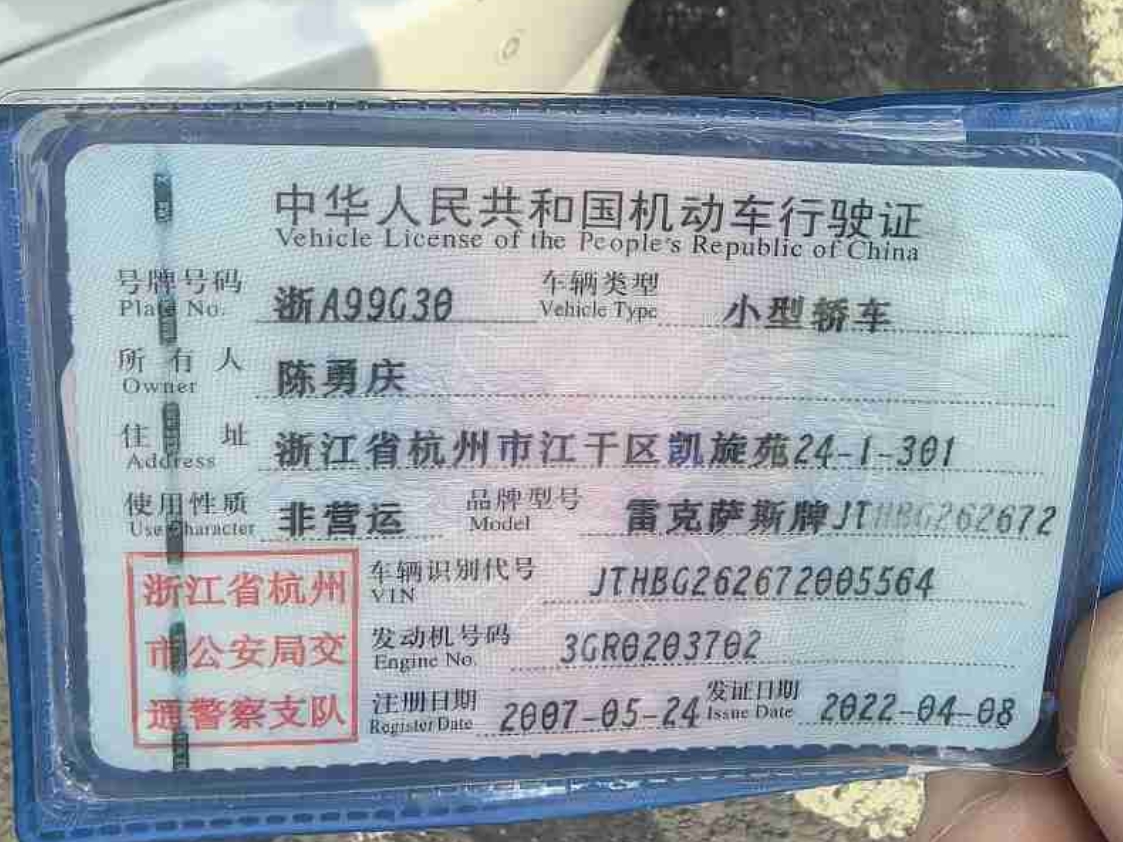 中华人民共和国机动车行驶证
Vehicle License of the People's Republic of China
号牌号码 浙A99G30 车辆类型 小型轿车
Plate No. Vehicle Type
所有人 陈勇庆
Owner
住址 浙江省杭州市江干区凯旋苑24-1-301
Address
使用性质 非营运 品牌型号 雷克萨斯牌JTHBG262672
Use Character Model
浙江省杭州
市公安局交
通警察支队
车辆识别代号 JTHBG262672005564
VIN
发动机号码 3GR0203702
Engine No.
注册日期 2007-05-24 发证日期 2022-04-08
Register Date Issue Date